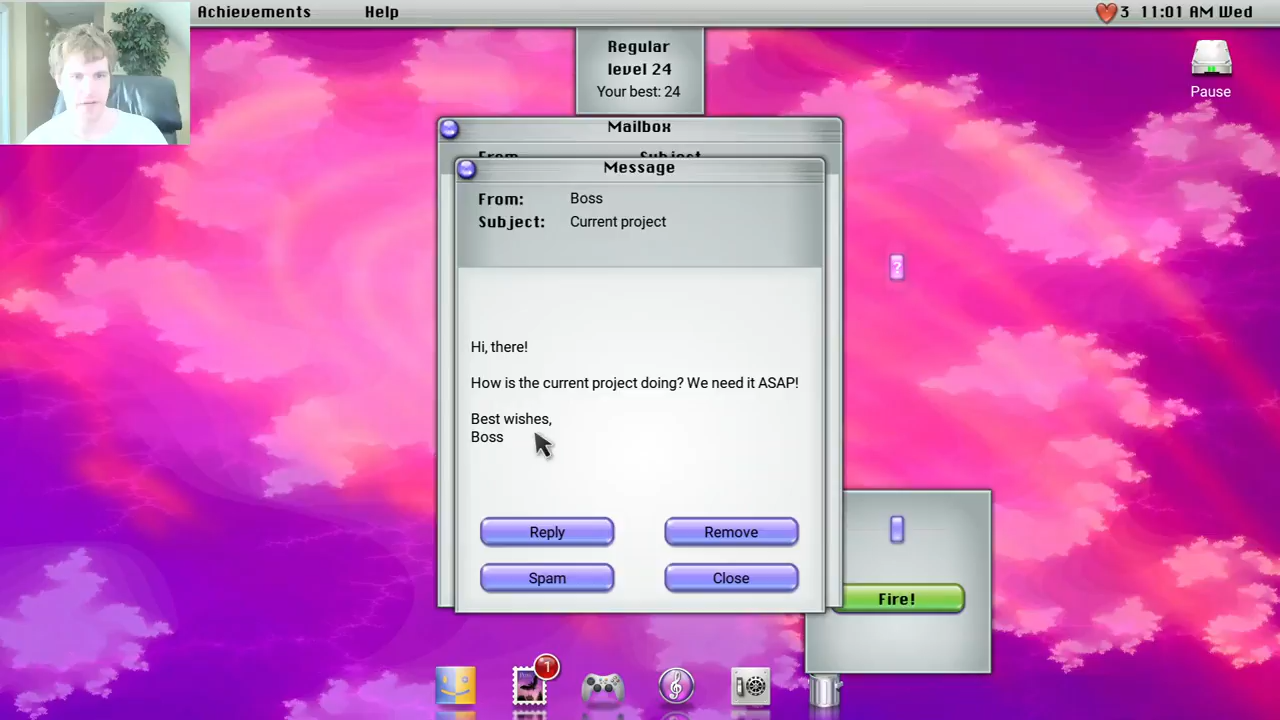 Achievements Help 3 11:01 AM Wed
Regular
level 24
Your best: 24
Pause
Mailbox
From Subject
Message
From: Boss
Subject: Current project
?
Hi, there!
How is the current project doing? We need it ASAP!
Best wishes,
Boss
Reply Remove
Spam Close
Fire!
1